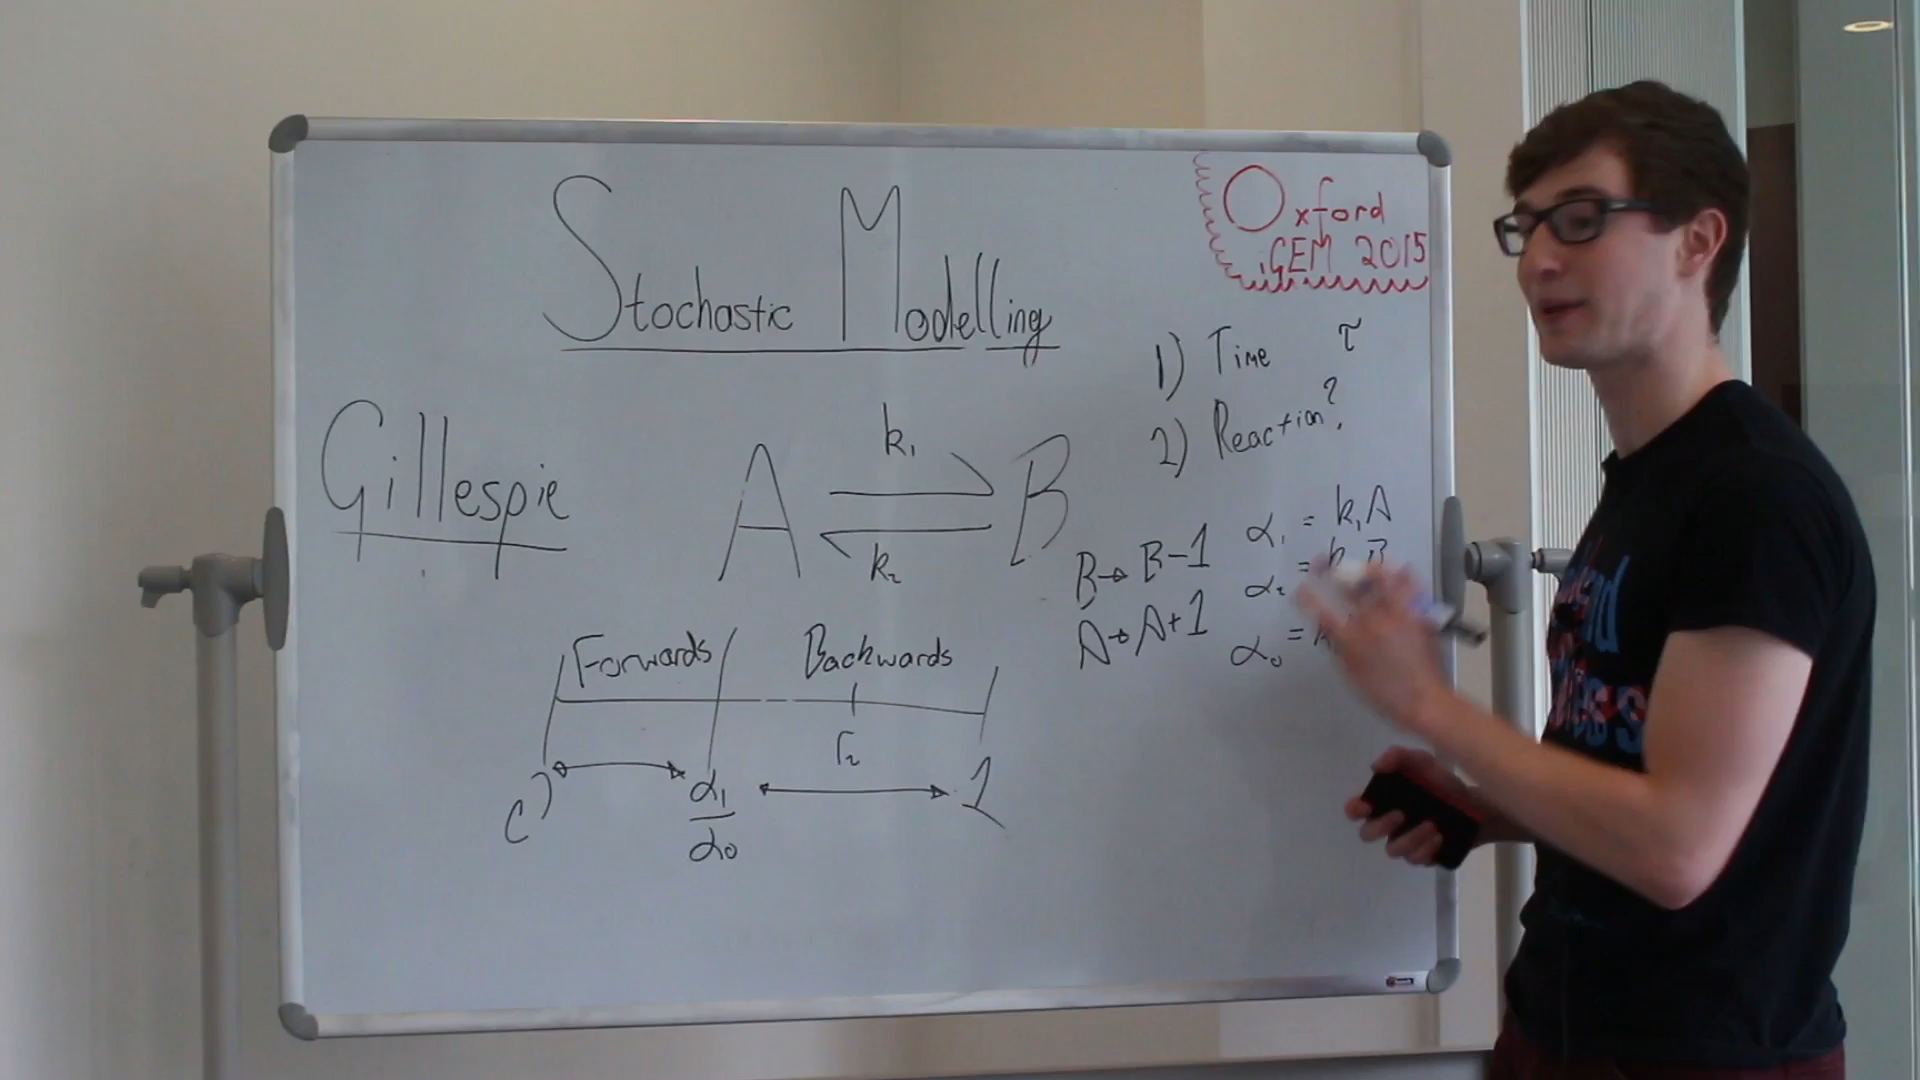 Stochastic Modelling
Oxford
iGEM 2015
1) Time τ
2) Reaction?
Gillespie
A k₁ B
k₂
α₁ = k₁A
B→B-1
α₂ = k B
A→A+1
α₀ =
Forwards Backwards
r₂
0 α₁/α₀ 1